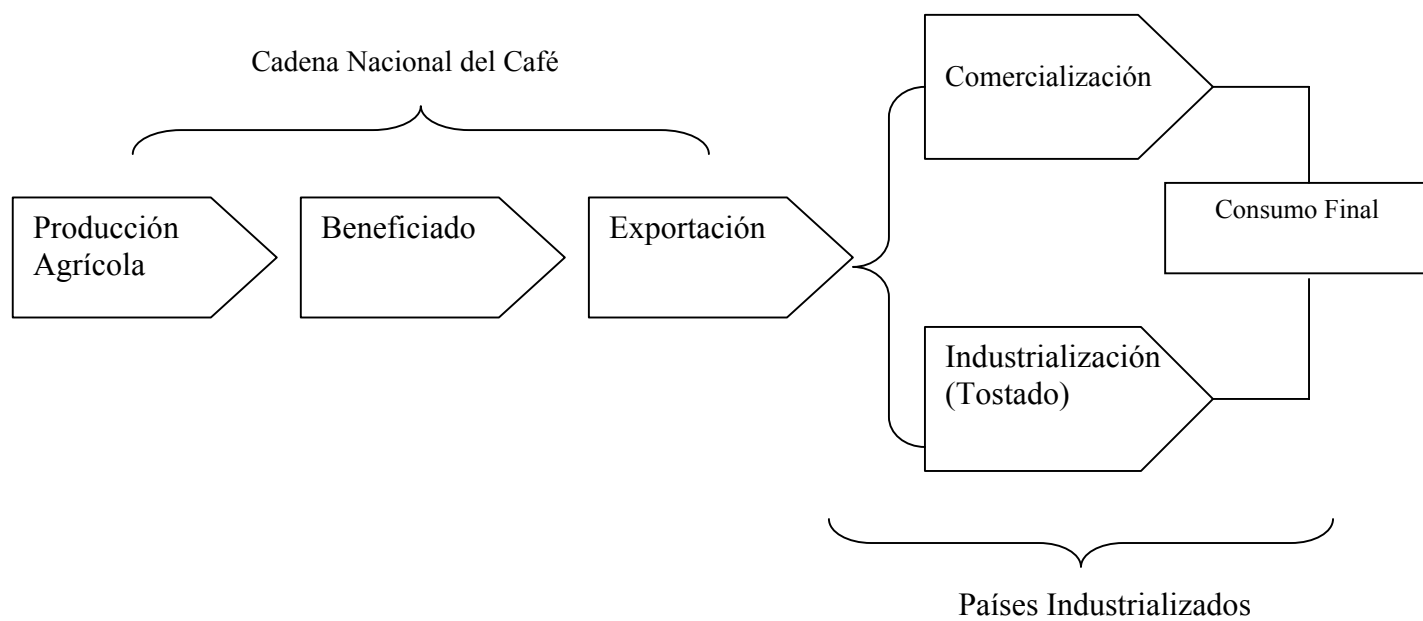 Cadena Nacional del Café
Producción
Agrícola
Beneficiado
Exportación
Comercialización
Industrialización
(Tostado)
Consumo Final
Países Industrializados